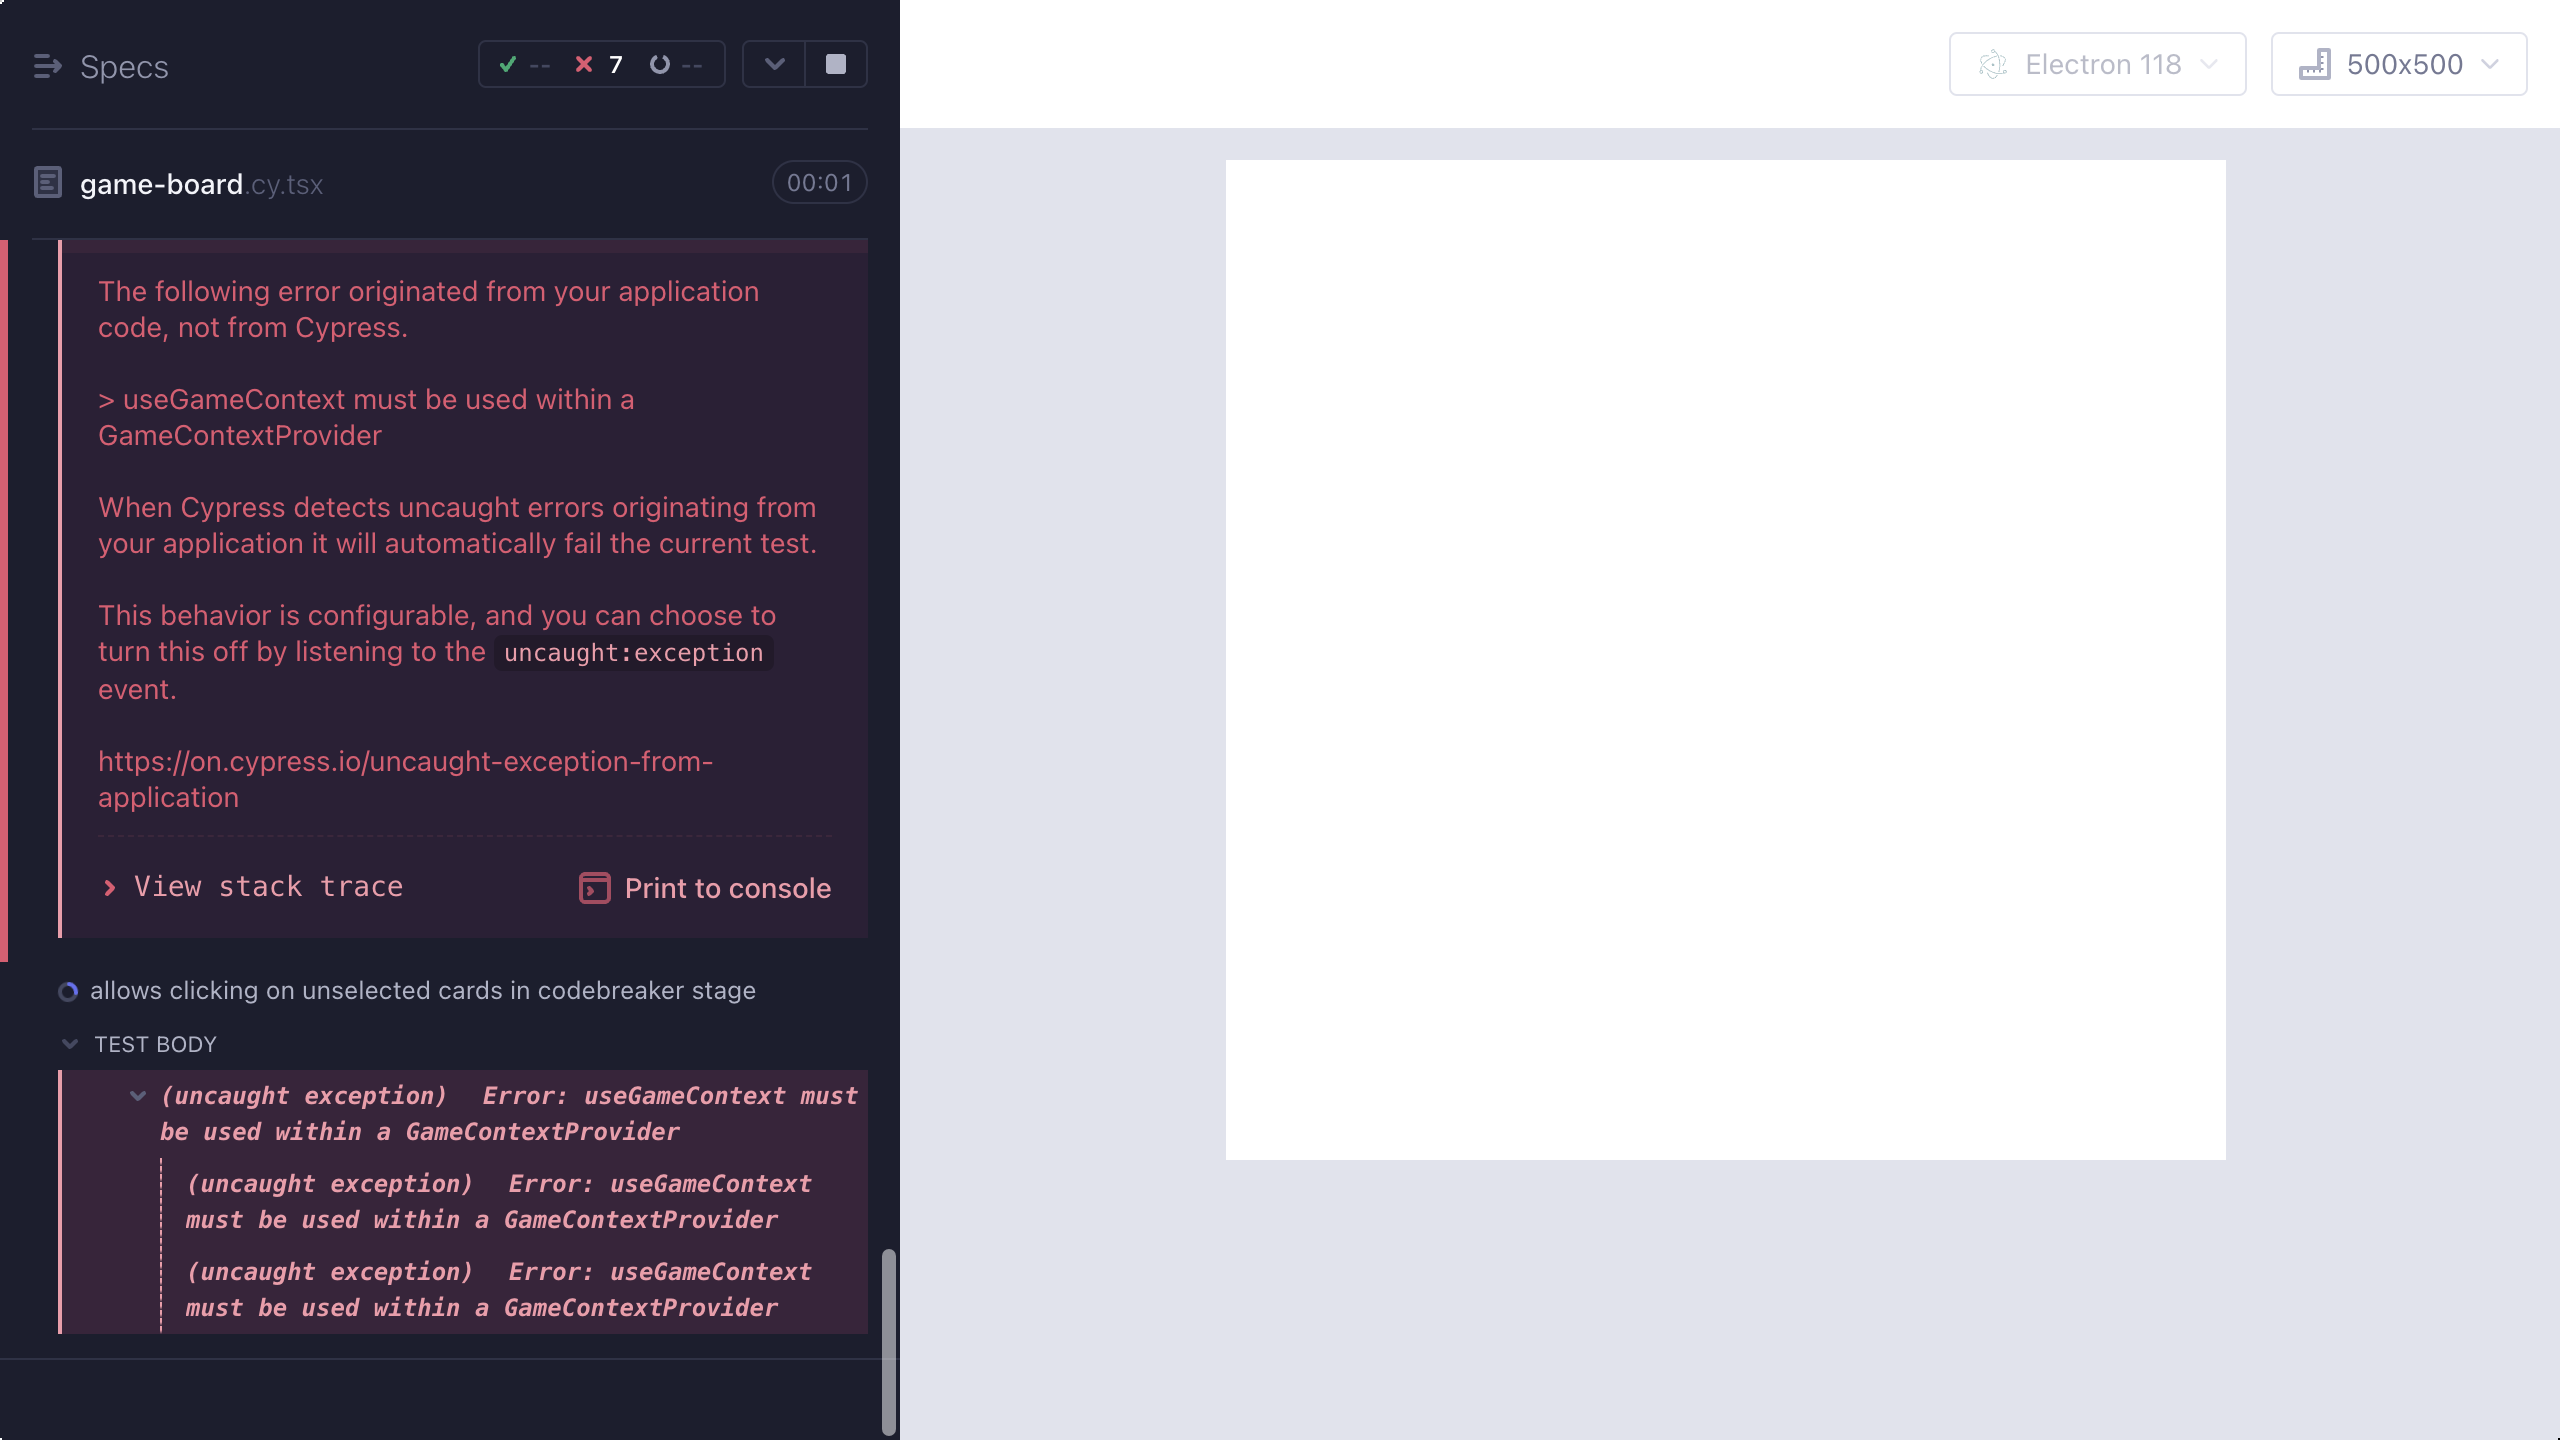 Specs
-- 7 --
Electron 118
500x500
game-board.cy.tsx
00:01
The following error originated from your application
code, not from Cypress.
> useGameContext must be used within a
GameContextProvider
When Cypress detects uncaught errors originating from
your application it will automatically fail the current test.
This behavior is configurable, and you can choose to
turn this off by listening to the uncaught:exception
event.
https://on.cypress.io/uncaught-exception-from-
application
View stack trace
Print to console
allows clicking on unselected cards in codebreaker stage
TEST BODY
(uncaught exception) Error: useGameContext must
be used within a GameContextProvider
(uncaught exception) Error: useGameContext
must be used within a GameContextProvider
(uncaught exception) Error: useGameContext
must be used within a GameContextProvider